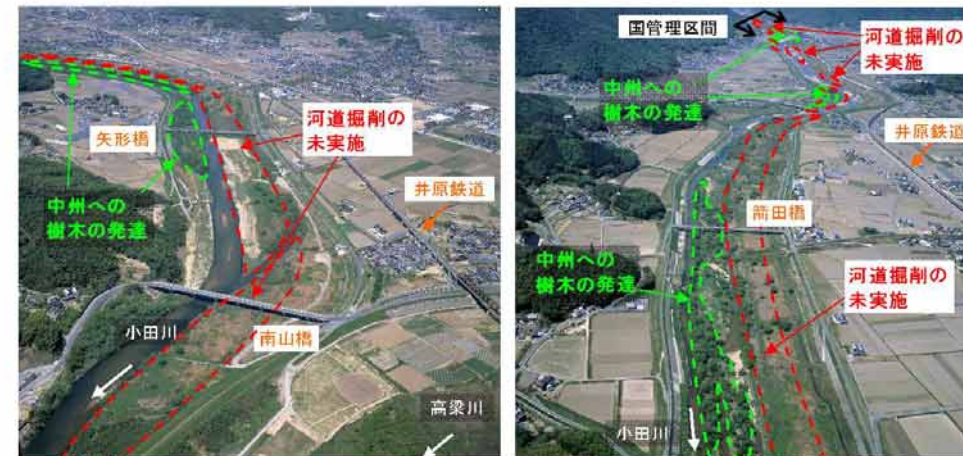 矢形橋
中州への
樹木の発達
河道掘削の
未実施
井原鉄道
小田川
南山橋
高梁川
国管理区間
河道掘削の
未実施
中州への
樹木の発達
井原鉄道
箭田橋
中州への
樹木の発達
河道掘削の
未実施
小田川